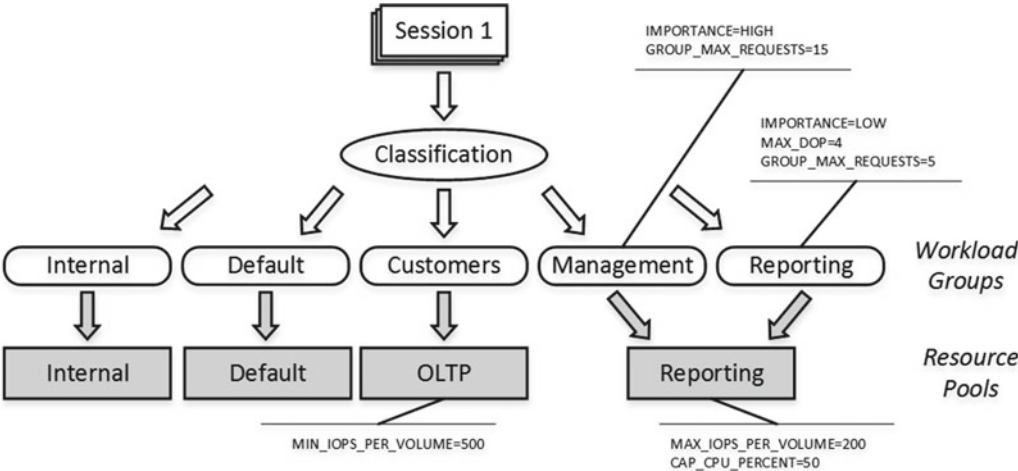 Session 1
IMPORTANCE=HIGH
GROUP_MAX_REQUESTS=15
IMPORTANCE=LOW
MAX_DOP=4
GROUP_MAX_REQUESTS=5
Classification
Internal
Default
Customers
Management
Reporting
Workload
Groups
Internal
Default
OLTP
Reporting
Resource
Pools
MIN_IOPS_PER_VOLUME=500
MAX_IOPS_PER_VOLUME=200
CAP_CPU_PERCENT=50